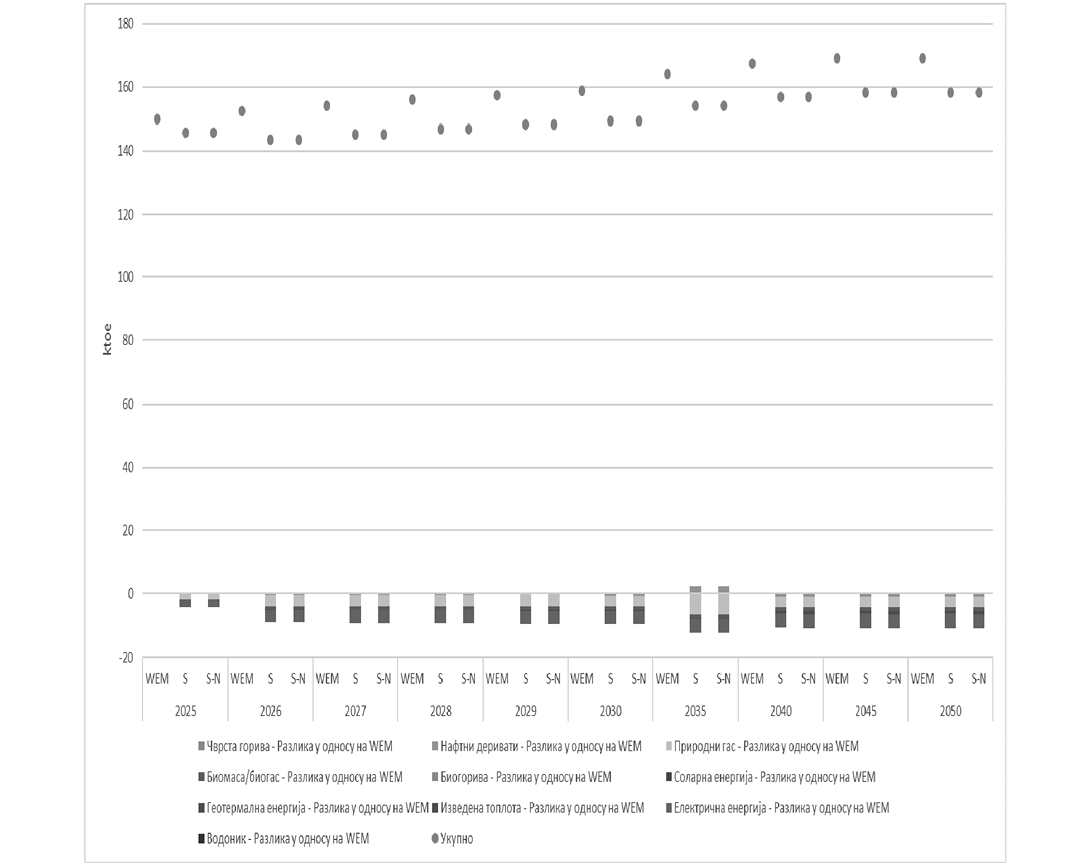 180
160
140
120
100
80
60
40
20
0
-20
ktoe
WEM S S-N WEM S S-N WEM S S-N WEM S S-N WEM S S-N WEM S S-N WEM S S-N WEM S S-N WEM S S-N WEM S S-N
2025 2026 2027 2028 2029 2030 2035 2040 2045 2050
Чврста горива - Разлика у односу на WEM Нафтни деривати - Разлика у односу на WEM Природни гас - Разлика у односу на WEM
Биомаса/биогас - Разлика у односу на WEM Биогорива - Разлика у односу на WEM Соларна енергија - Разлика у односу на WEM
Геотермална енергија - Разлика у односу на WEM Изведена топлота - Разлика у односу на WEM Електрична енергија - Разлика у односу на WEM
Водоник - Разлика у односу на WEM Укупно